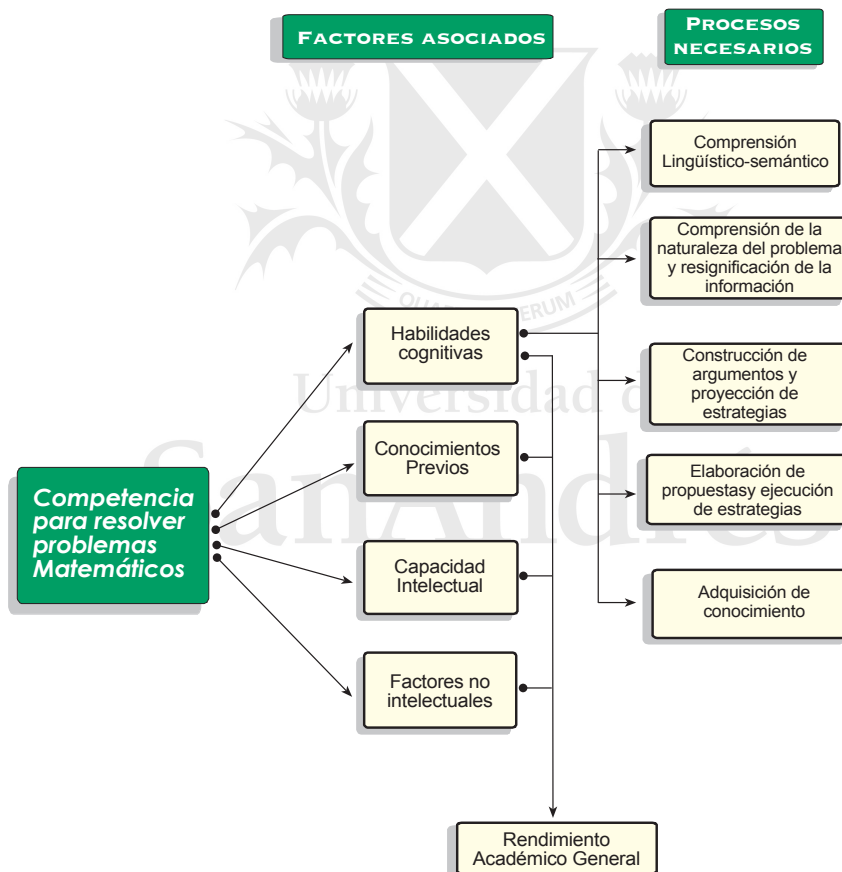 FACTORES ASOCIADOS
PROCESOS
NECESARIOS
Comprensión
Lingüístico-semántico
Comprensión de la
naturaleza del problema
y resignificación de la
información
Habilidades
cognitivas
Construcción de
argumentos y
proyección de
estrategias
Conocimientos
Previos
Elaboración de
propuestasy ejecución
de estrategias
Competencia
para resolver
problemas
Matemáticos
Capacidad
Intelectual
Adquisición de
conocimiento
Factores no
intelectuales
Rendimiento
Académico General
Universidad d
SanAndrés